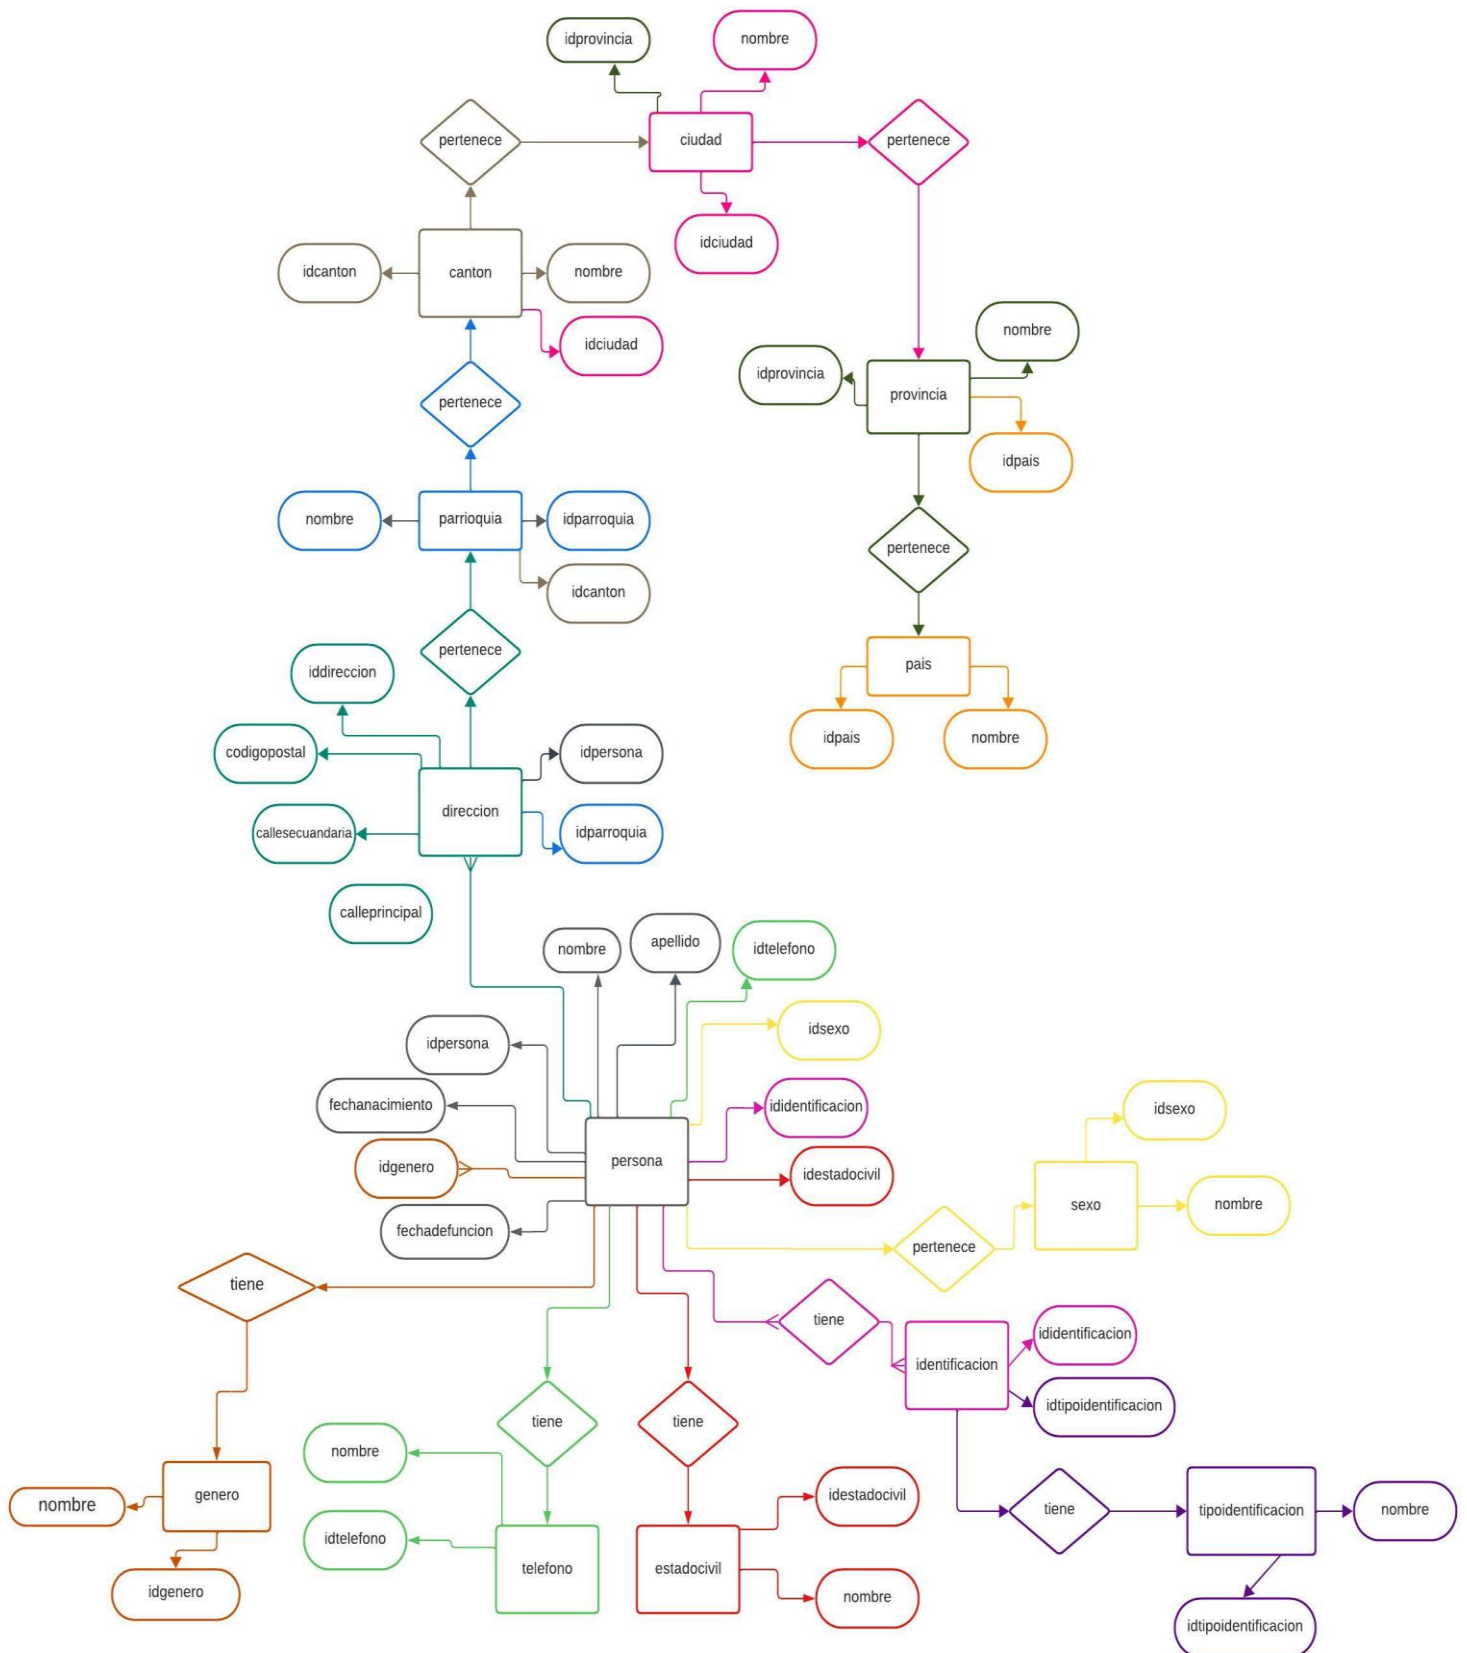 idprovincia
nombre
pertenece
ciudad
pertenece
idciudad
idcanton
canton
nombre
idciudad
nombre
idprovincia
provincia
pertenece
idpais
nombre
parrioquia
idparroquia
pertenece
idcanton
pertenece
pais
iddireccion
idpais
nombre
codigopostal
idpersona
direccion
callesecuandaria
idparroquia
calleprincipal
nombre
apellido
idtelefono
idsexo
idpersona
fechanacimiento
ididentificacion
idsexo
persona
idgenero
idestadocivil
sexo
nombre
fechadefuncion
pertenece
tiene
tiene
ididentificacion
identificacion
idtipoidentificacion
tiene
tiene
nombre
genero
nombre
idestadocivil
tiene
tipoidentificacion
nombre
idtelefono
telefono
estadocivil
idgenero
nombre
idtipoidentificacion